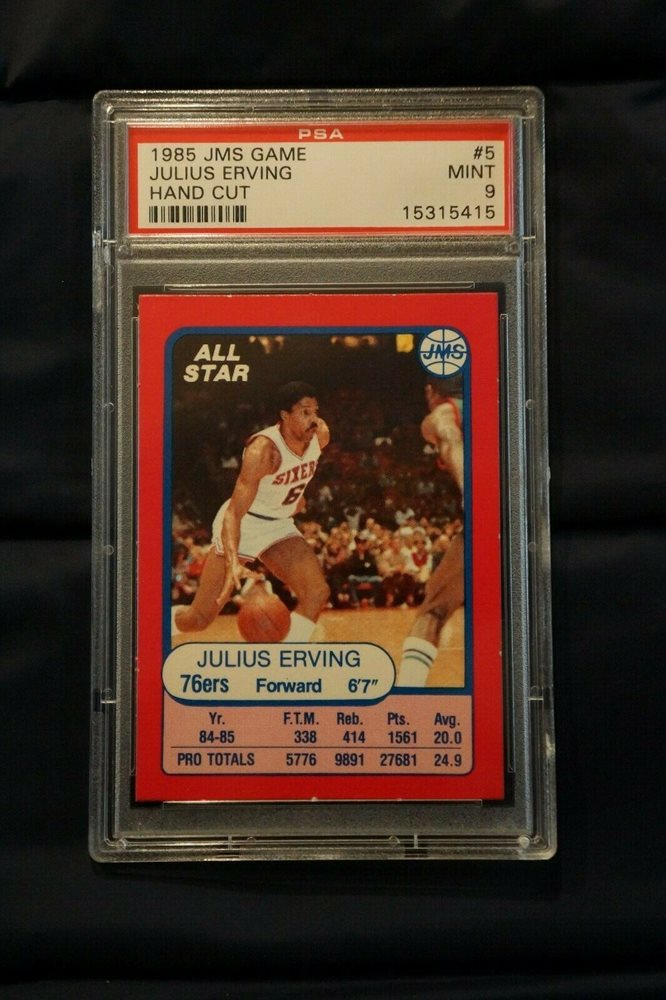 PSA
1985 JMS GAME #5
JULIUS ERVING MINT
HAND CUT 9
15315415
ALL
STAR
JMS
SIXERS
6
JULIUS ERVING
76ers Forward 6'7"
Yr. F.T.M. Reb. Pts. Avg.
84-85 338 414 1561 20.0
PRO TOTALS 5776 9891 27681 24.9